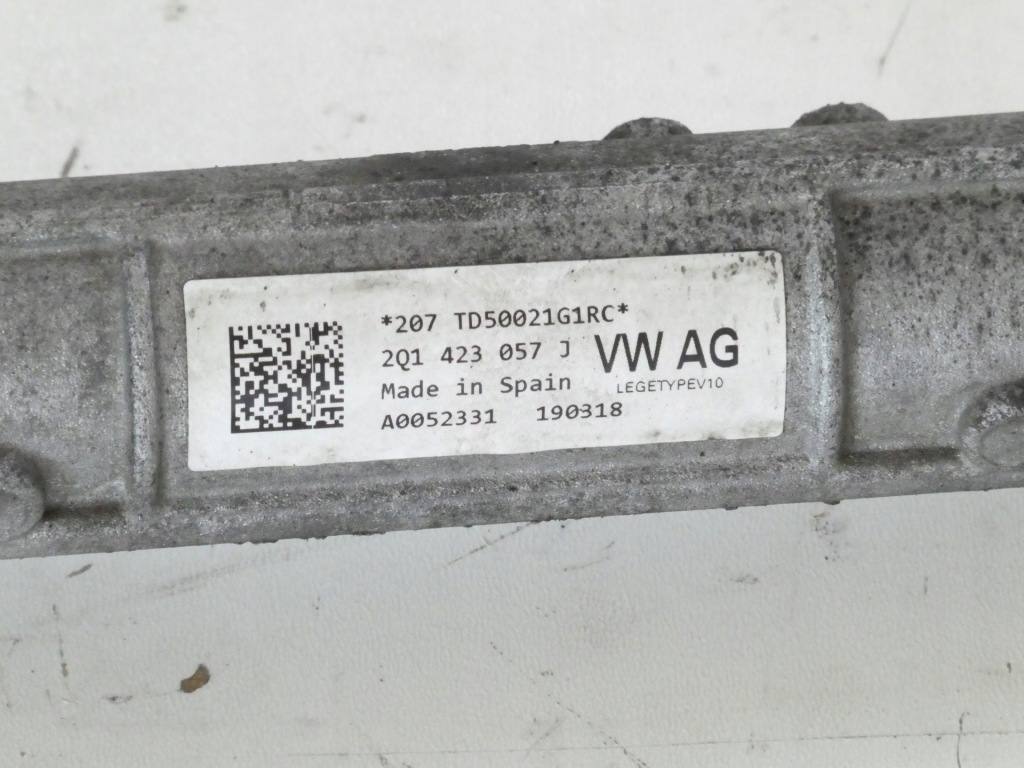 *207 TD50021G1RC*
2Q1 423 057 J VW AG
Made in Spain LEGETYPEV10
A0052331 190318